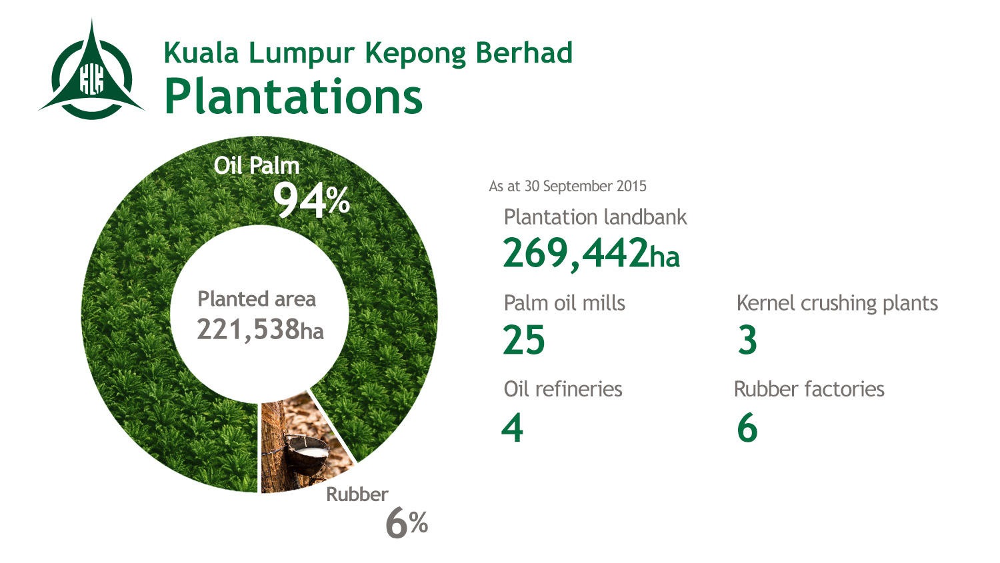 KLK
Kuala Lumpur Kepong Berhad
Plantations
Oil Palm
94%
Planted area
221,538ha
Rubber
6%
As at 30 September 2015
Plantation landbank
269,442ha
Palm oil mills
25
Kernel crushing plants
3
Oil refineries
4
Rubber factories
6